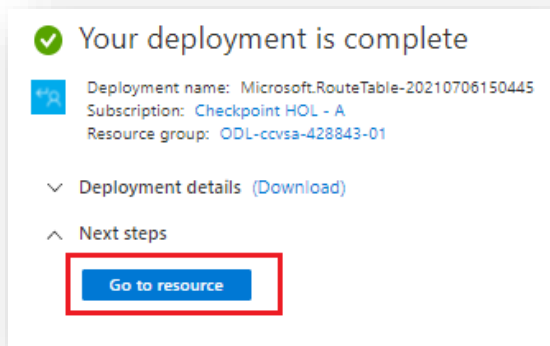 Your deployment is complete
Deployment name: Microsoft.RouteTable-20210706150445
Subscription: Checkpoint HOL - A
Resource group: ODL-ccvsa-428843-01
Deployment details (Download)
Next steps
Go to resource